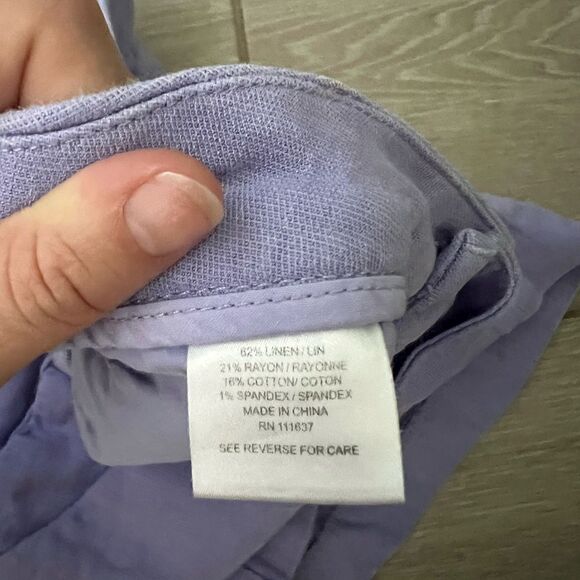 62% LINEN / LIN
21% RAYON / RAYONNE
16% COTTON / COTON
1% SPANDEX / SPANDEX
MADE IN CHINA
RN 111637
SEE REVERSE FOR CARE